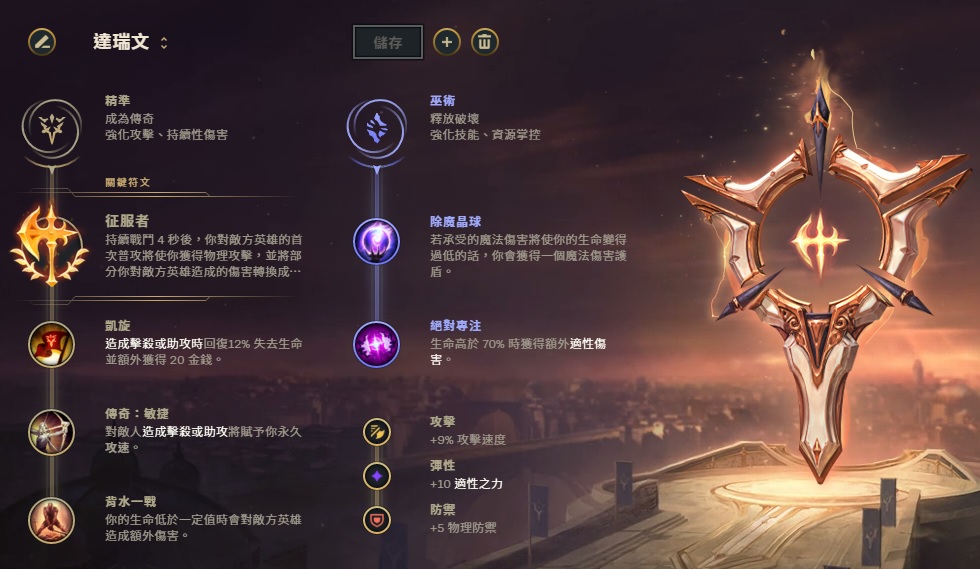 達瑞文
儲存
精準
成為傳奇
強化攻擊、持續性傷害
關鍵符文
征服者
持續戰鬥 4 秒後，你對敵方英雄的首
次普攻將使你獲得物理攻擊，並將部
分你對敵方英雄造成的傷害轉換成…
凱旋
造成擊殺或助攻時回復12% 失去生命
並額外獲得 20 金錢。
傳奇：敏捷
對敵人造成擊殺或助攻將賦予你永久
攻速。
背水一戰
你的生命低於一定值時會對敵方英雄
造成額外傷害。
巫術
釋放破壞
強化技能、資源掌控
除魔晶球
若承受的魔法傷害將使你的生命變得
過低的話，你會獲得一個魔法傷害護
盾。
絕對專注
生命高於 70% 時獲得額外適性傷
害。
攻擊
+9% 攻擊速度
彈性
+10 適性之力
防禦
+5 物理防禦